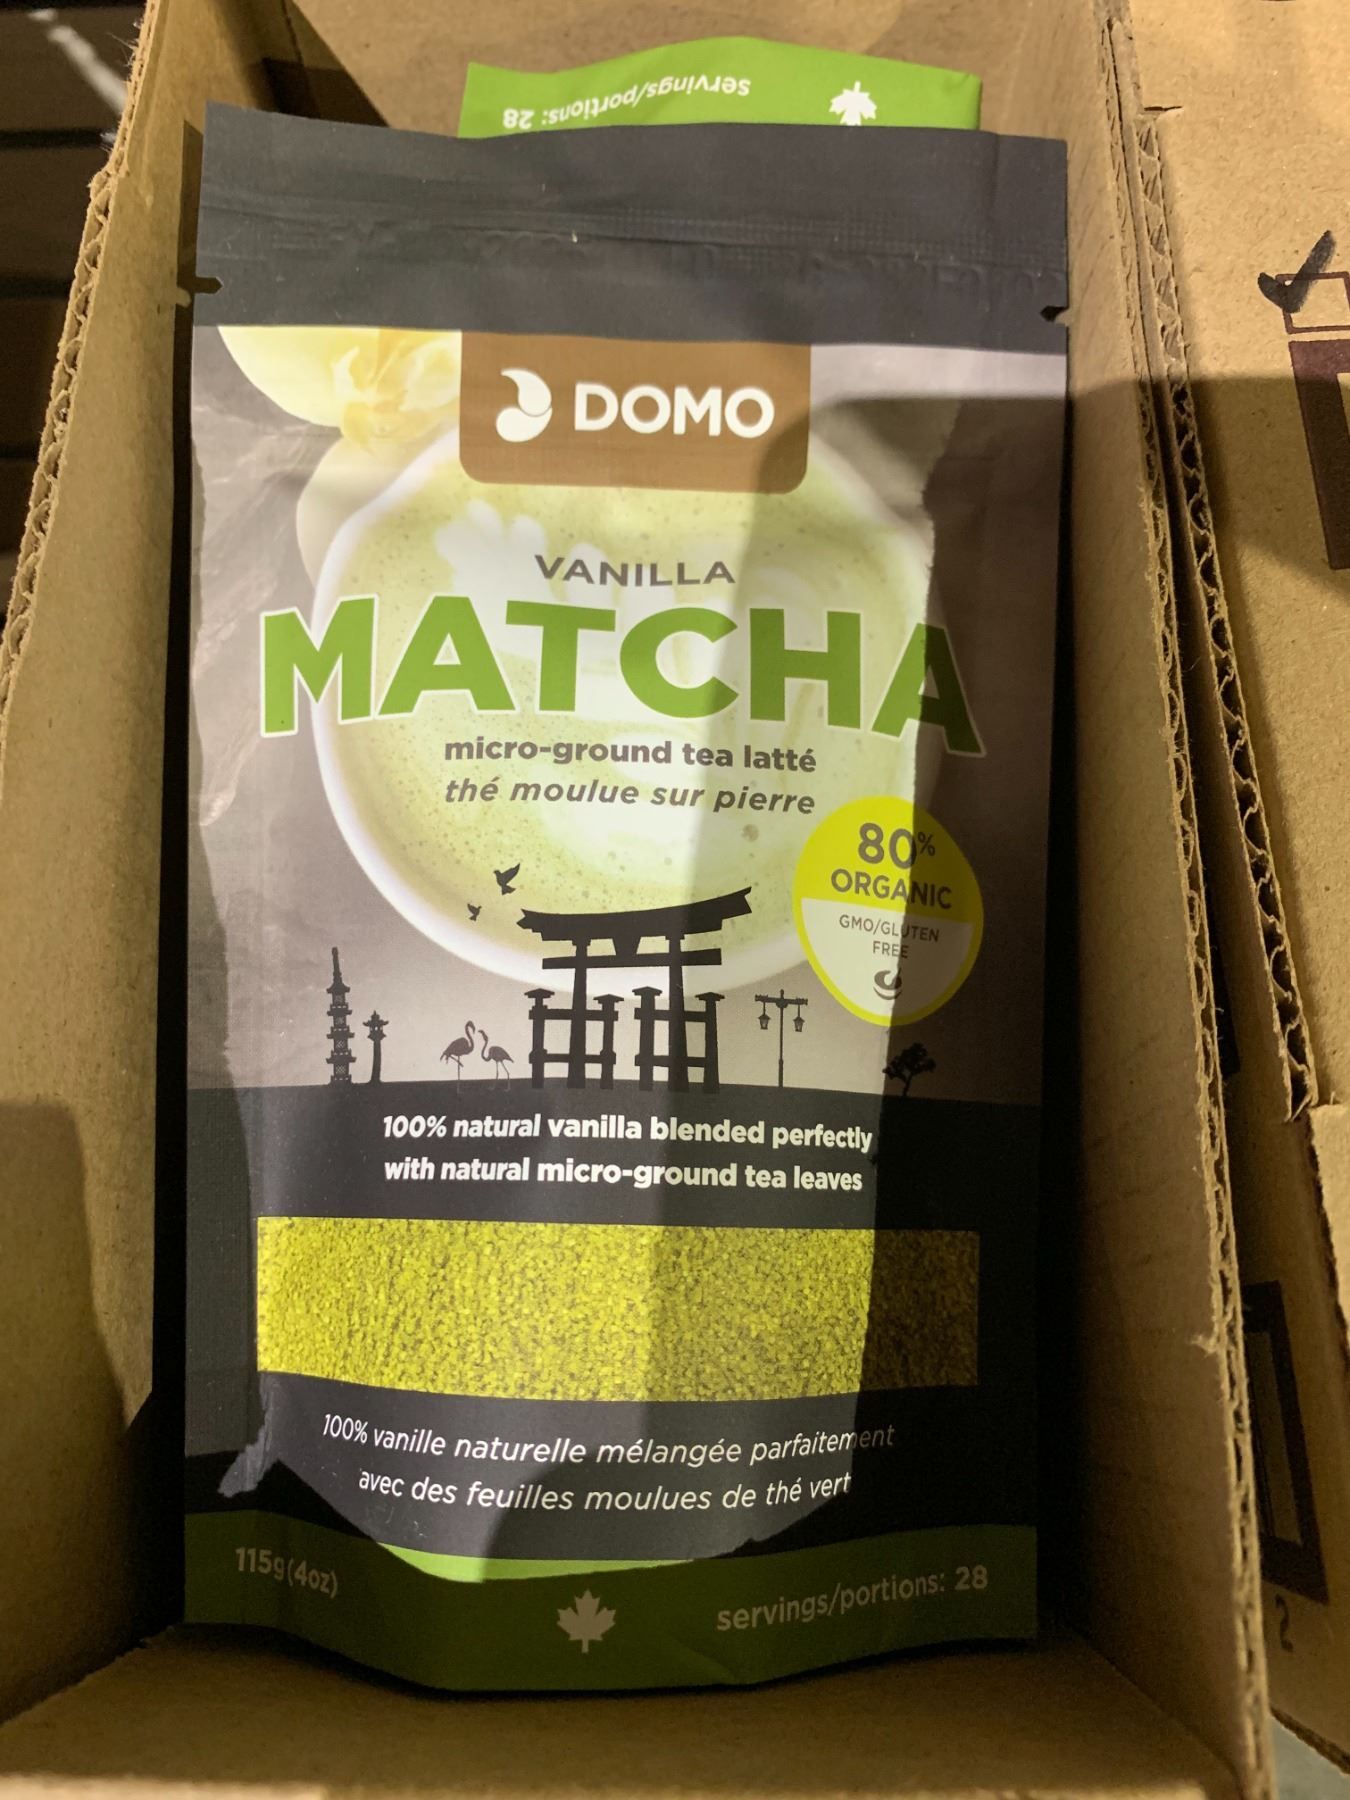 servings/portions: 28
DOMO
VANILLA
MATCHA
micro-ground tea latté
thé moulue sur pierre
80%
ORGANIC
GMO/GLUTEN
FREE
100% natural vanilla blended perfectly
with natural micro-ground tea leaves
100% vanille naturelle mélangée parfaitement
avec des feuilles moulues de thé vert
115g(4oz)
servings/portions: 28
2